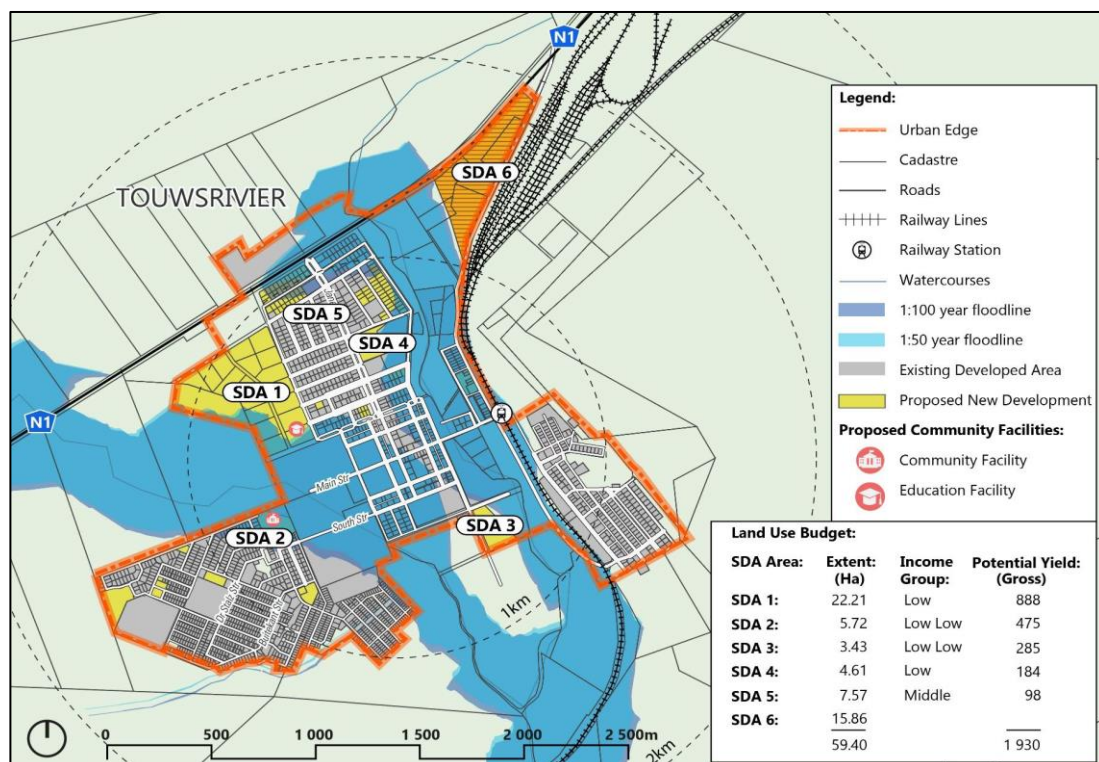 N1
TOUWSRIVIER
SDA 6
SDA 5
SDA 4
SDA 1
N1
Main Str
South Str
SDA 3
SDA 2
1km
2km
0 500 1 000 1 500 2 000 2 500m
Legend:
Urban Edge
Cadastre
Roads
Railway Lines
Railway Station
Watercourses
1:100 year floodline
1:50 year floodline
Existing Developed Area
Proposed New Development
Proposed Community Facilities:
Community Facility
Education Facility
Land Use Budget:
SDA Area: Extent: (Ha) Income Group: Potential Yield: (Gross)
SDA 1: 22.21 Low 888
SDA 2: 5.72 Low Low 475
SDA 3: 3.43 Low Low 285
SDA 4: 4.61 Low 184
SDA 5: 7.57 Middle 98
SDA 6: 15.86
59.40 1 930